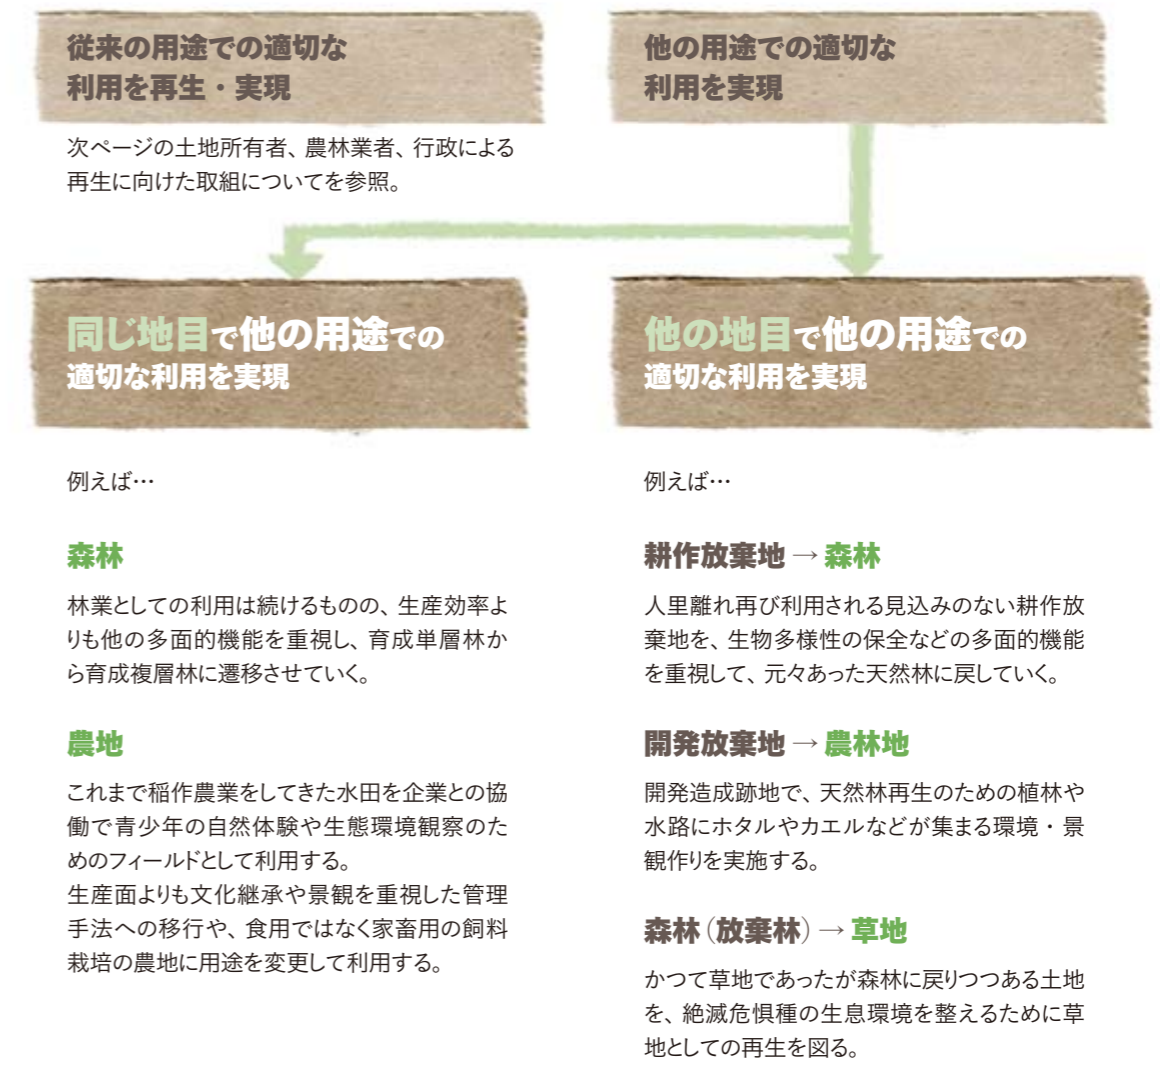 従来の用途での適切な
利用を再生・実現
次ページの土地所有者、農林業者、行政による
再生に向けた取組についてを参照。
他の用途での適切な
利用を実現
同じ地目で他の用途での
適切な利用を実現
例えば…
森林
林業としての利用は続けるものの、生産効率よ
りも他の多面的機能を重視し、育成単層林か
ら育成複層林に遷移させていく。
農地
これまで稲作農業をしてきた水田を企業との協
働で青少年の自然体験や生態環境観察のた
めのフィールドとして利用する。
生産面よりも文化継承や景観を重視した管理
手法への移行や、食用ではなく家畜用の飼料
栽培の農地に用途を変更して利用する。
他の地目で他の用途での
適切な利用を実現
例えば…
耕作放棄地→森林
人里離れ再び利用される見込みのない耕作放
棄地を、生物多様性の保全などの多面的機能
を重視して、元々あった天然林に戻していく。
開発放棄地→農林地
開発造成跡地で、天然林再生のための植林や
水路にホタルやカエルなどが集まる環境・景
観作りを実施する。
森林(放棄林)→草地
かつて草地であったが森林に戻りつつある土地
を、絶滅危惧種の生息環境を整えるために草
地としての再生を図る。